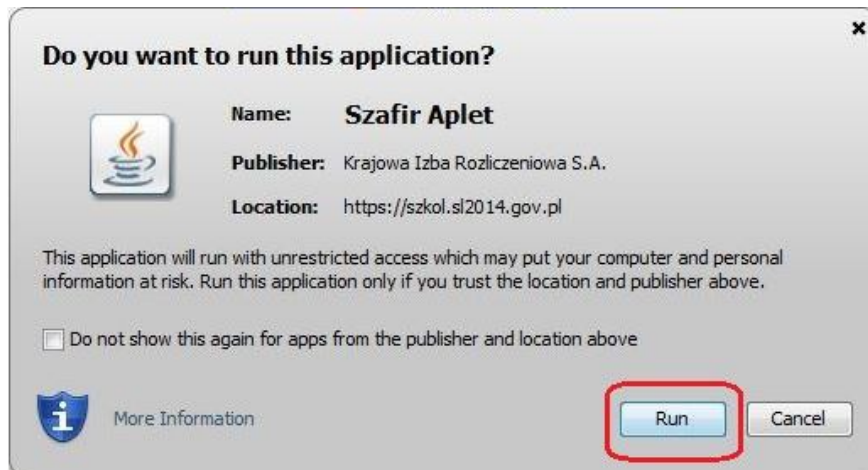 Do you want to run this application?
Name: Szafir Aplet
Publisher: Krajowa Izba Rozliczeniowa S.A.
Location: https://szkol.sl2014.gov.pl
This application will run with unrestricted access which may put your computer and personal
information at risk. Run this application only if you trust the location and publisher above.
Do not show this again for apps from the publisher and location above
More Information
Run
Cancel